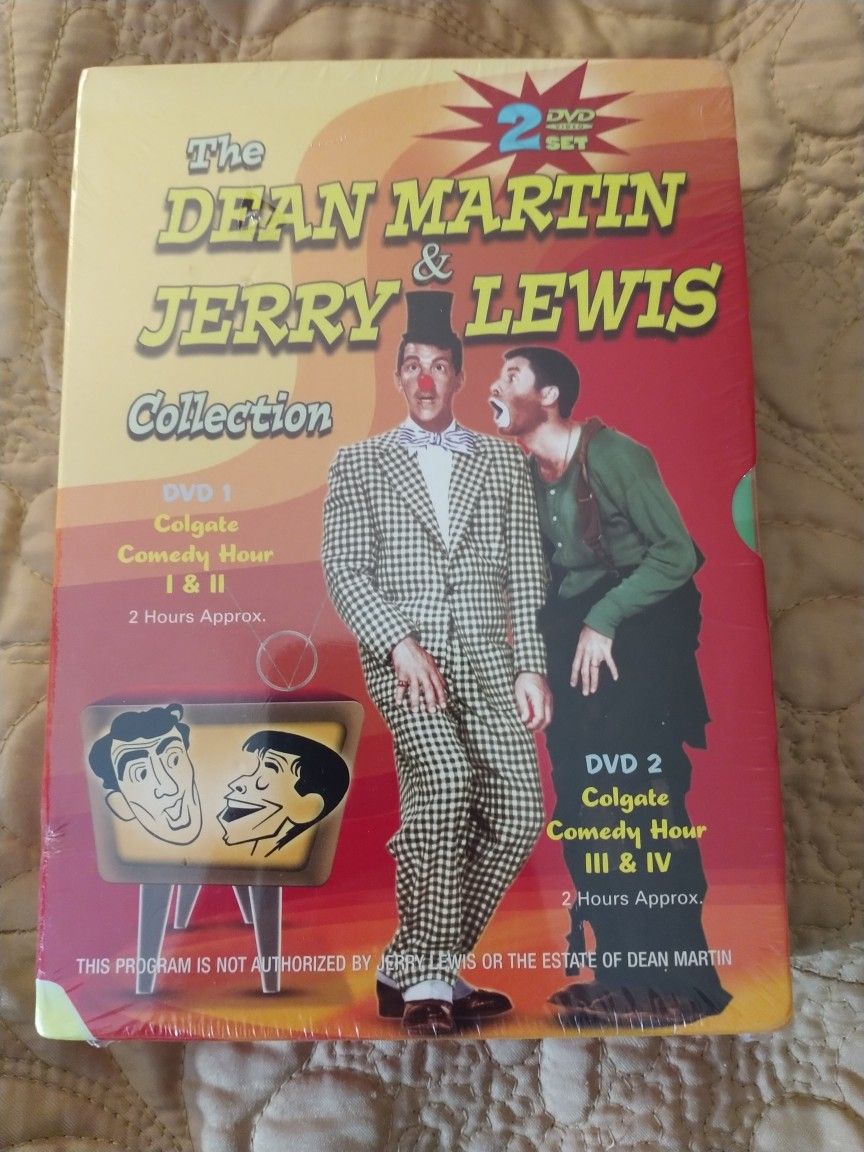 2 DVD
VIDEO
SET
The
DEAN MARTIN
&
JERRY LEWIS
Collection
DVD 1
Colgate
Comedy Hour
I & II
2 Hours Approx.
DVD 2
Colgate
Comedy Hour
III & IV
2 Hours Approx.
THIS PROGRAM IS NOT AUTHORIZED BY JERRY LEWIS OR THE ESTATE OF DEAN MARTIN